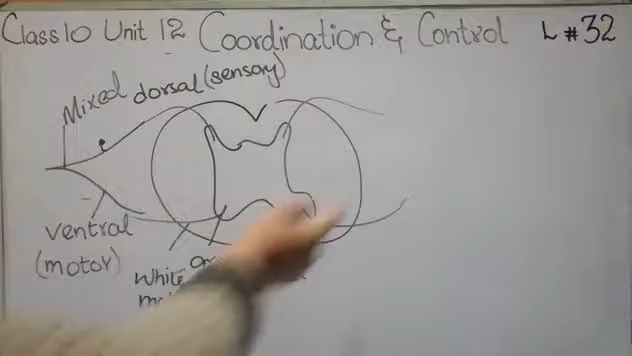 Class 10 Unit 12 Coordination & Control L # 32
Mixed dorsal (sensory)
ventral
(motor)
White